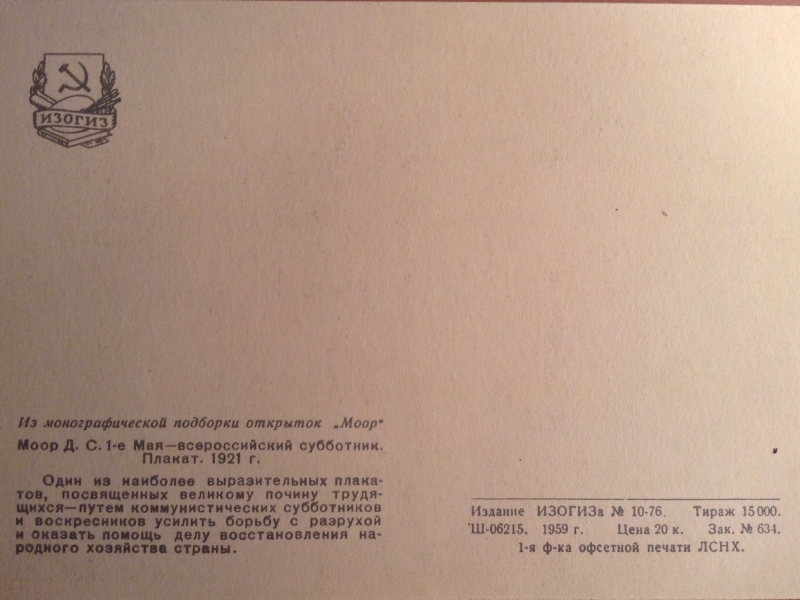 ИЗОГИЗ
Из монографической подборки открыток „Моор“
Моор Д. С. 1-е Мая—всероссийский субботник.
Плакат. 1921 г.
Один из наиболее выразительных плака-
тов, посвященных великому почину трудя-
щихся—путем коммунистических субботников
и воскресников усилить борьбу с разрухой
и оказать помощь делу восстановления на-
родного хозяйства страны.
Издание ИЗОГИЗа № 10-76. Тираж 15 000.
Ш-06215. 1959 г. Цена 20 к. Зак. № 634.
1-я ф-ка офсетной печати ЛСНХ.